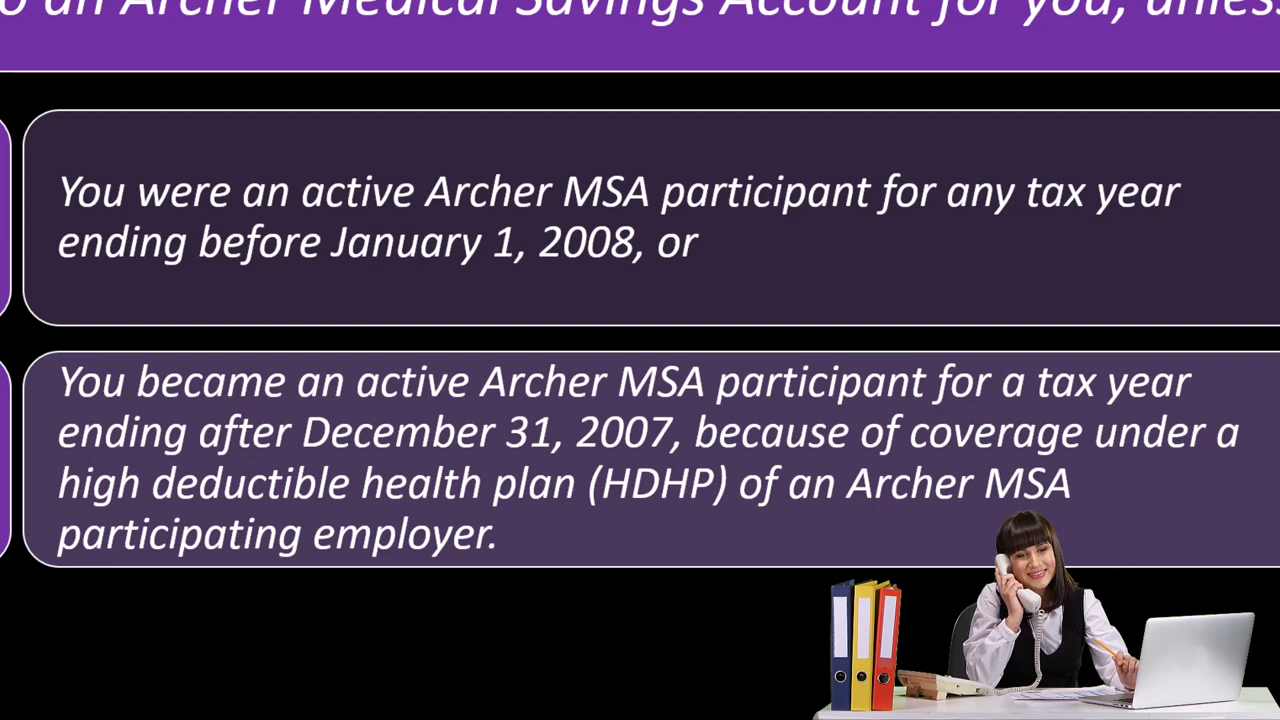 o an Archer Medical Savings Account for you, unless
You were an active Archer MSA participant for any tax year
ending before January 1, 2008, or
You became an active Archer MSA participant for a tax year
ending after December 31, 2007, because of coverage under a
high deductible health plan (HDHP) of an Archer MSA
participating employer.